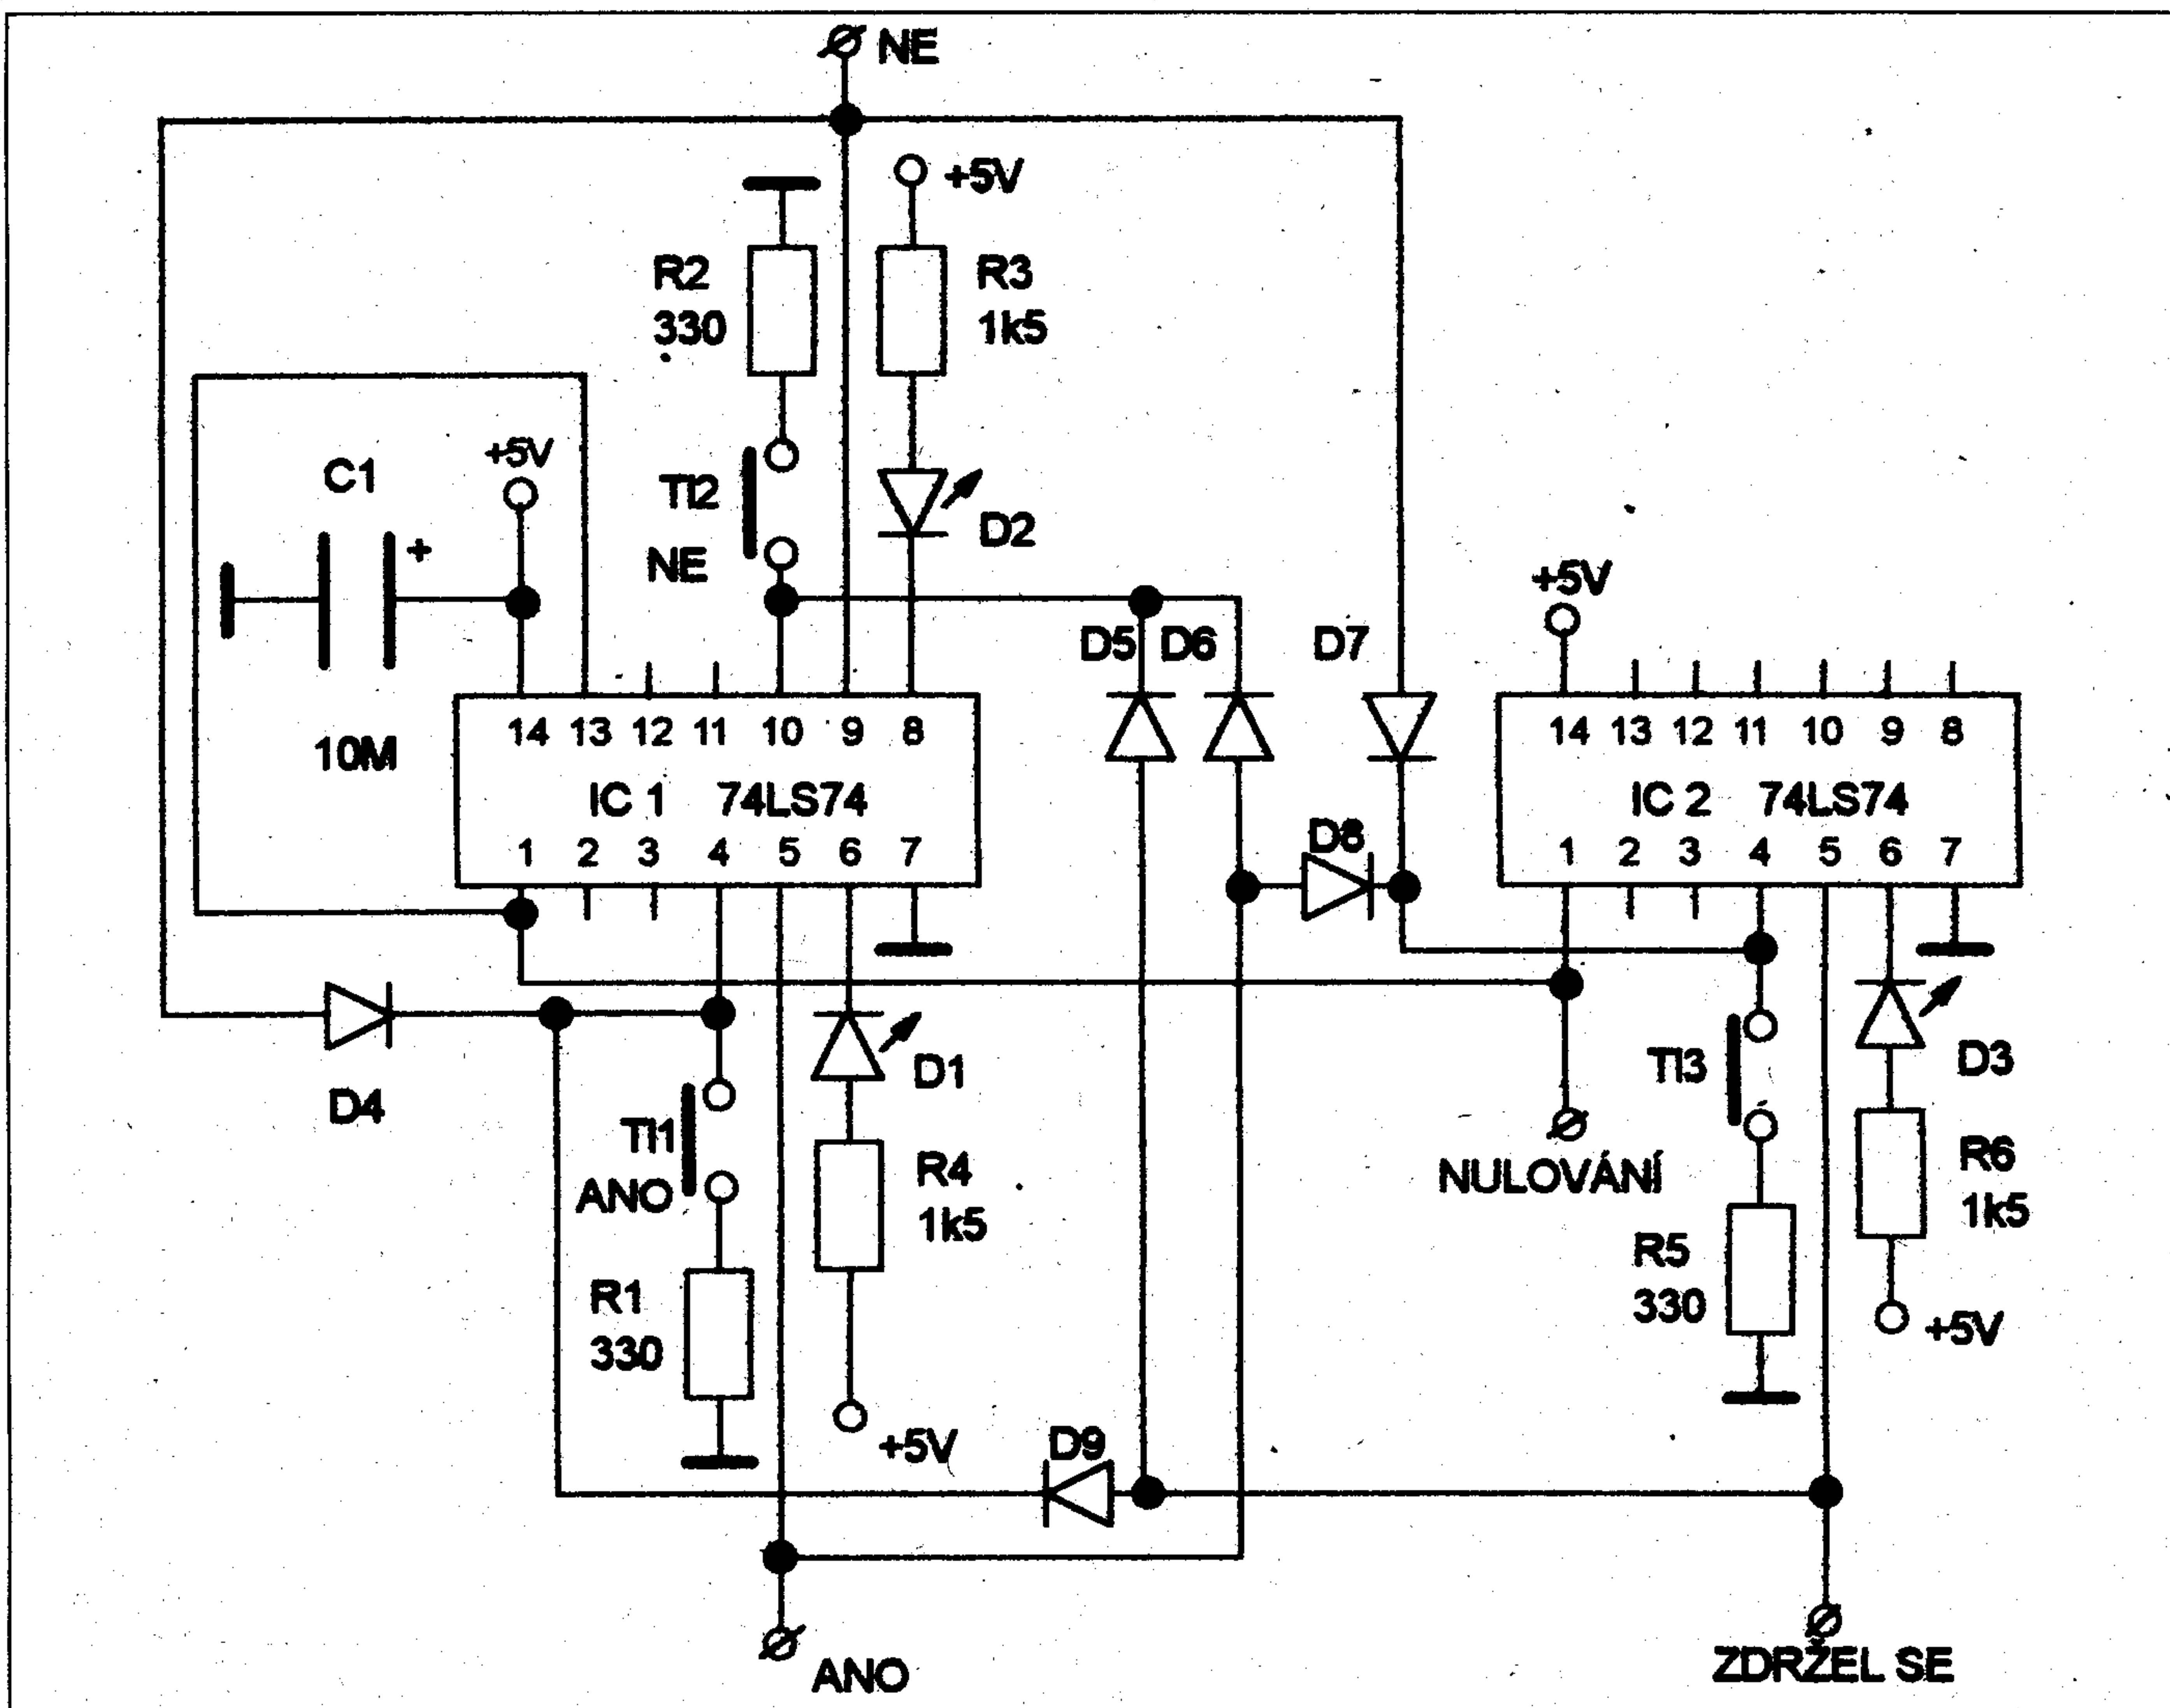 NE
+5V
R2
330
R3
1k5
C1
+5V
Tl2
NE
D2
10M
+5V
D5 D6 D7
14 13 12 11 10 9 8
IC 1 74LS74
1 2 3 4 5 6 7
14 13 12 11 10 9 8
IC 2 74LS74
1 2 3 4 5 6 7
D8
D4
Tl1
ANO
D1
R4
1k5
R1
330
+5V
D9
Tl3
D3
NULOVÁNÍ
R6
1k5
R5
330
+5V
ANO
ZDRŽEL SE
+